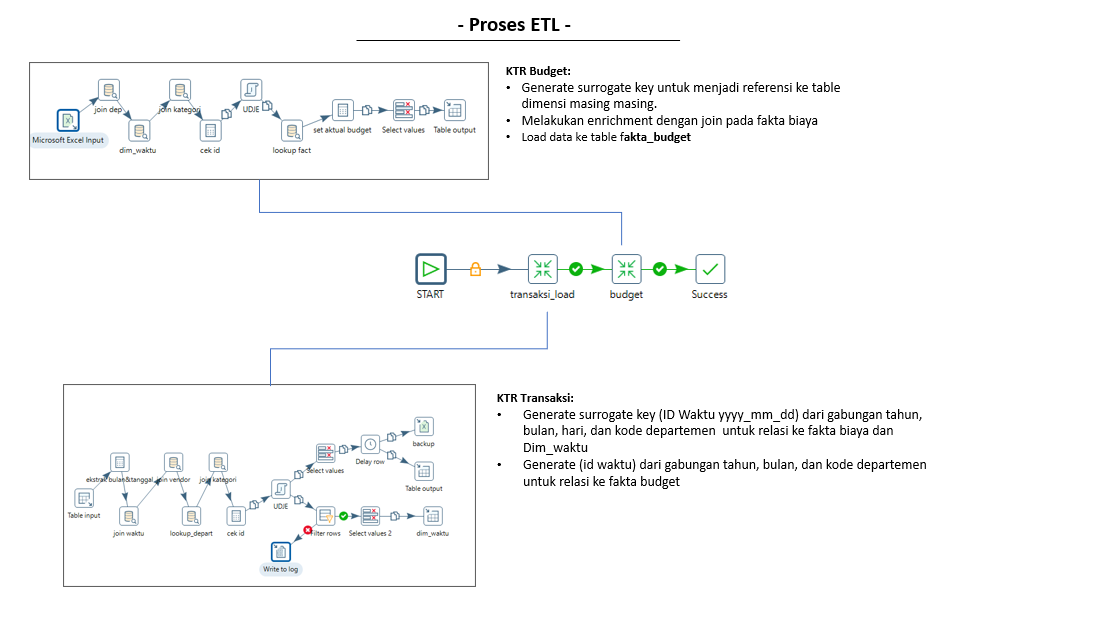 - Proses ETL -
KTR Budget:
• Generate surrogate key untuk menjadi referensi ke table
dimensi masing masing.
• Melakukan enrichment dengan join pada fakta biaya
• Load data ke table fakta_budget
join dep
join kategori
UDJE
set aktual budget
Select values
Table output
Microsoft Excel Input
dim_waktu
cek id
lookup fact
START
transaksi_load
budget
Success
KTR Transaksi:
• Generate surrogate key (ID Waktu yyyy_mm_dd) dari gabungan tahun,
bulan, hari, dan kode departemen untuk relasi ke fakta biaya dan
Dim_waktu
• Generate (id waktu) dari gabungan tahun, bulan, dan kode departemen
untuk relasi ke fakta budget
backup
Delay row
Select values
ekstrak bulan&tanggal
join vendor
join kategori
Table output
UDJE
Table input
join waktu
lookup_depart
cek id
Filter rows
Select values 2
dim_waktu
Write to log